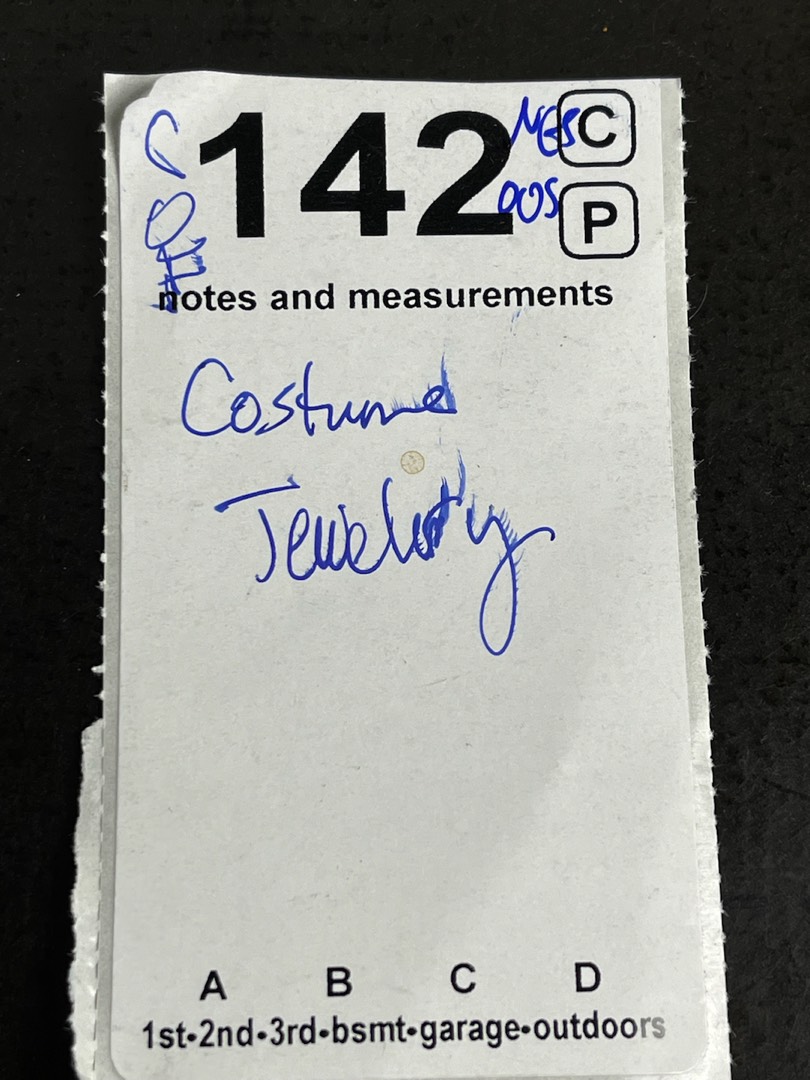 142
C
P
notes and measurements
Costume
Jewelry
A B C D
1st•2nd•3rd•bsmt•garage•outdoors